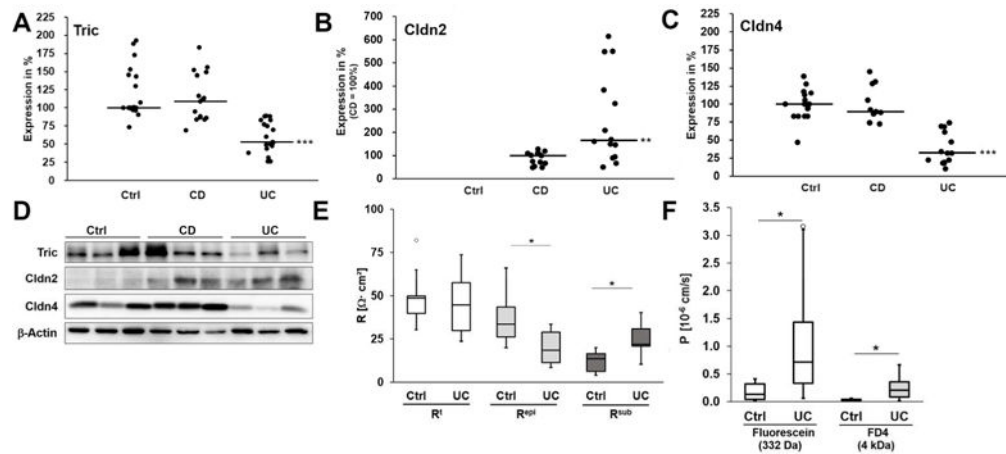 A
Tric
Expression in %
225
200
175
150
125
100
75
50
25
0
***
Ctrl
CD
UC
B
Cldn2
Expression in %
(CD = 100%)
700
600
500
400
300
200
100
0
**
Ctrl
CD
UC
C
Cldn4
Expression in %
225
200
175
150
125
100
75
50
25
0
***
Ctrl
CD
UC
D
Ctrl CD UC
Tric
Cldn2
Cldn4
β-Actin
E
R [Ω· cm²]
100
75
50
25
0
*
*
Ctrl UC Ctrl UC Ctrl UC
Rᵗ Rᵉᵖⁱ Rˢᵘᵇ
F
P [10⁻⁶ cm/s]
3.5
3.0
2.5
2.0
1.5
1.0
0.5
0.0
*
*
Ctrl UC Ctrl UC
Fluorescein FD4
(332 Da) (4 kDa)